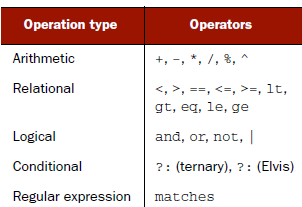 Operation type Operators
Arithmetic +, -, *, /, %, ^
Relational <, >, ==, <=, >=, lt,
gt, eq, le, ge
Logical and, or, not, |
Conditional ?: (ternary), ?: (Elvis)
Regular expression matches